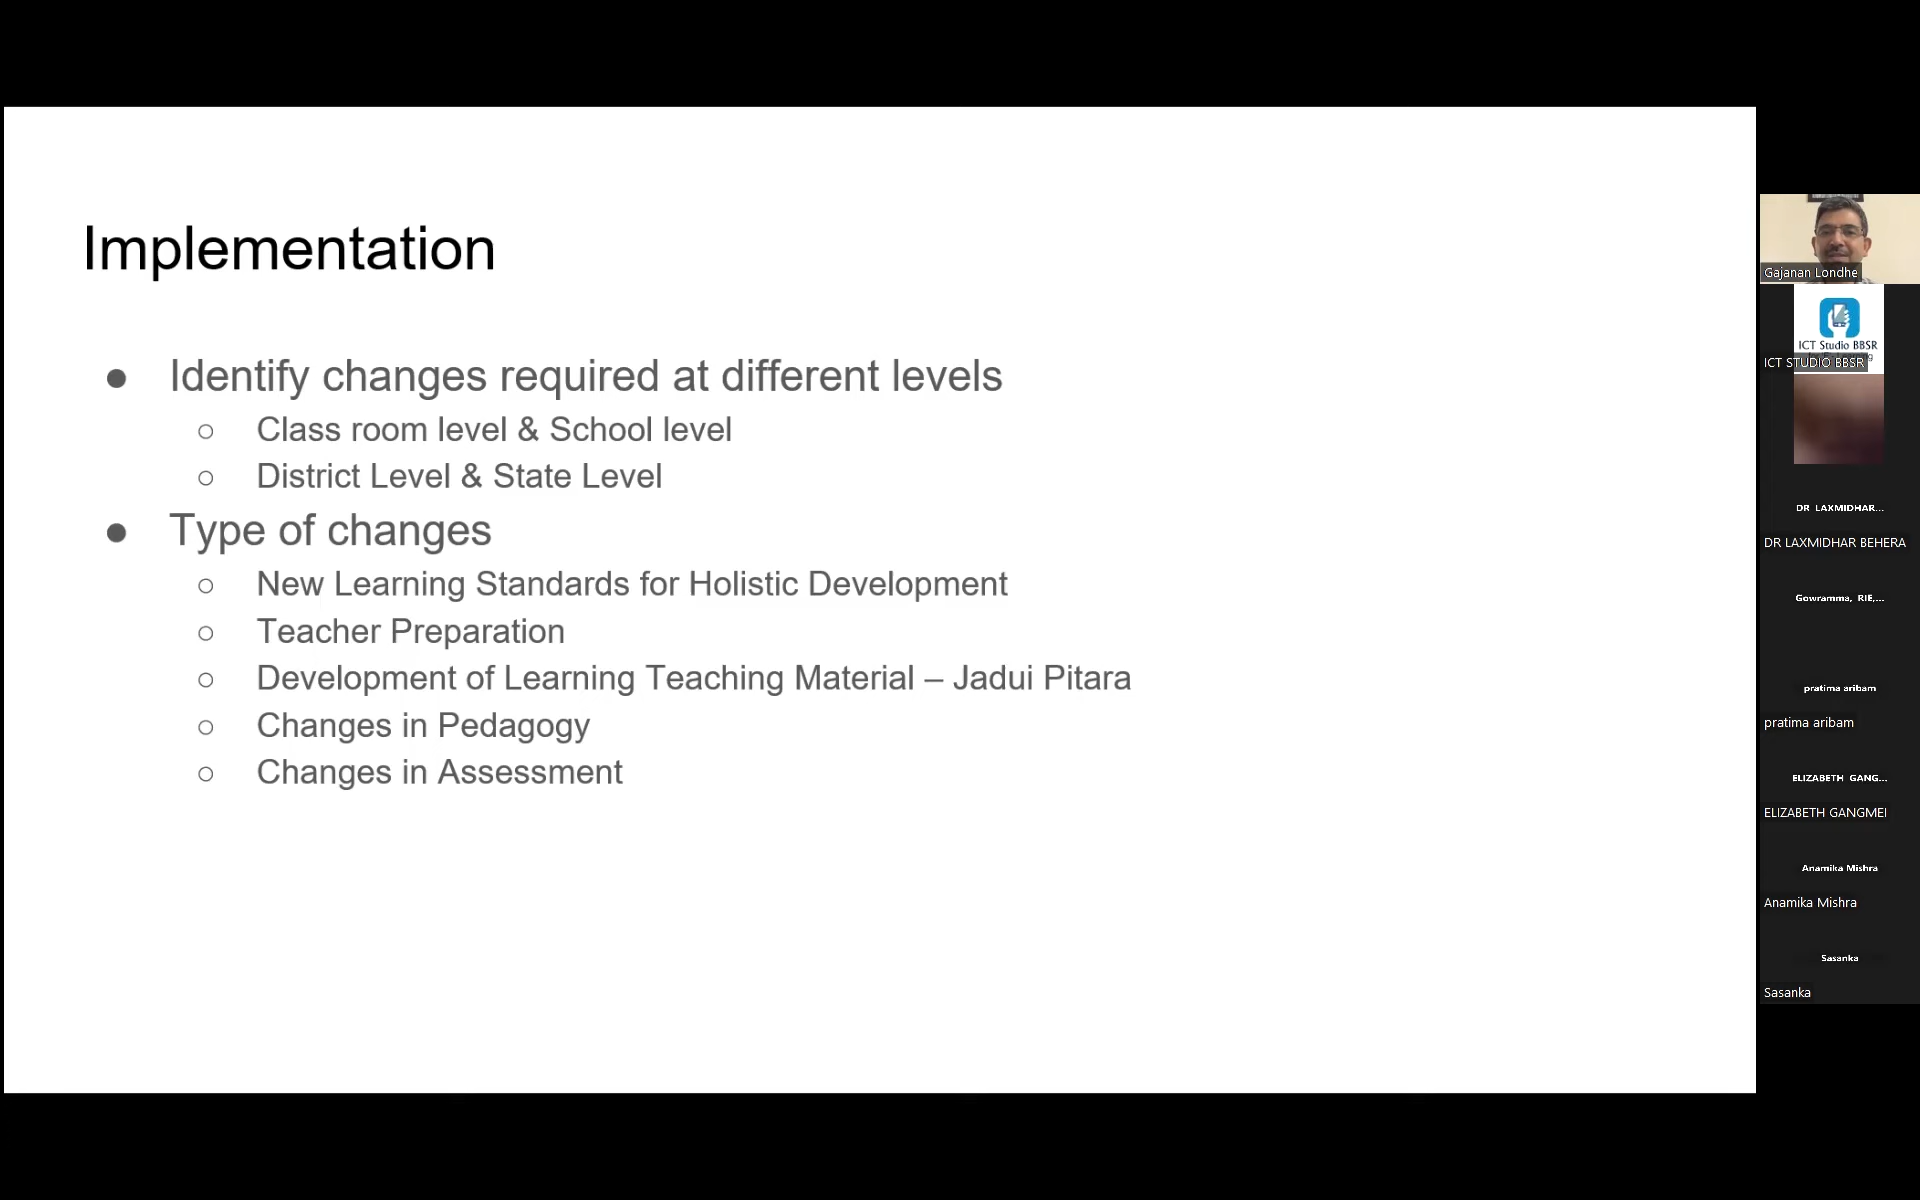 Implementation
● Identify changes required at different levels
○ Class room level & School level
○ District Level & State Level
● Type of changes
○ New Learning Standards for Holistic Development
○ Teacher Preparation
○ Development of Learning Teaching Material – Jadui Pitara
○ Changes in Pedagogy
○ Changes in Assessment
Gajanan Londhe
ICT Studio BBSR
ICT STUDIO BBSR
DR LAXMIDHAR...
DR LAXMIDHAR BEHERA
Gowramma, RIE,...
pratima aribam
pratima aribam
ELIZABETH GANG...
ELIZABETH GANGMEI
Anamika Mishra
Anamika Mishra
Sasanka
Sasanka